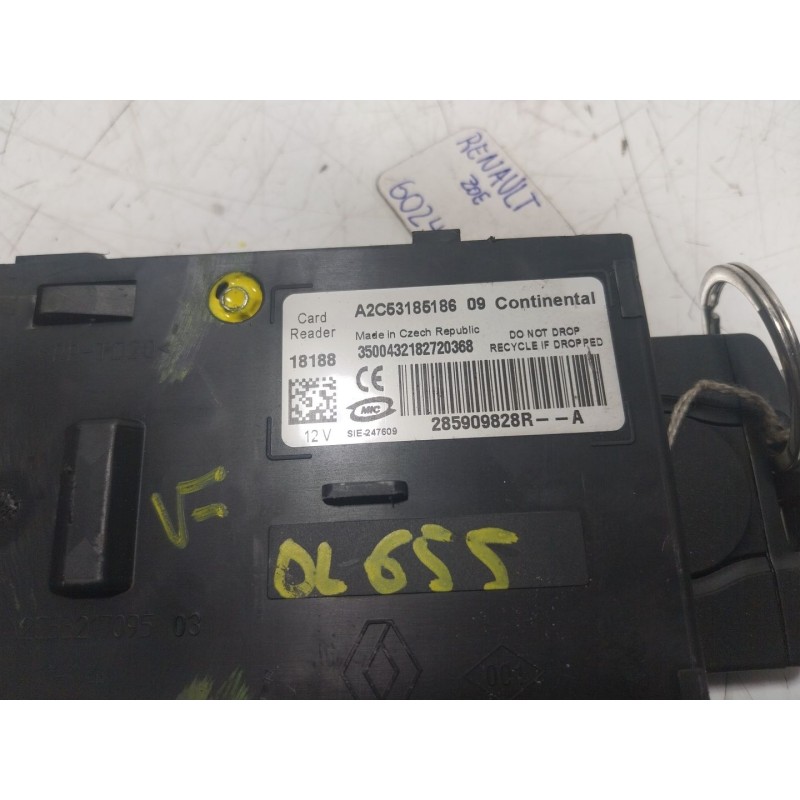 RENAULT
ZOE
6024
Card
Reader
A2C53185186 09 Continental
Made in Czech Republic
DO NOT DROP
18188
3500432182720368
RECYCLE IF DROPPED
CE
MIC
12 V
SIE-247609
285909828R--A
V=
OL655